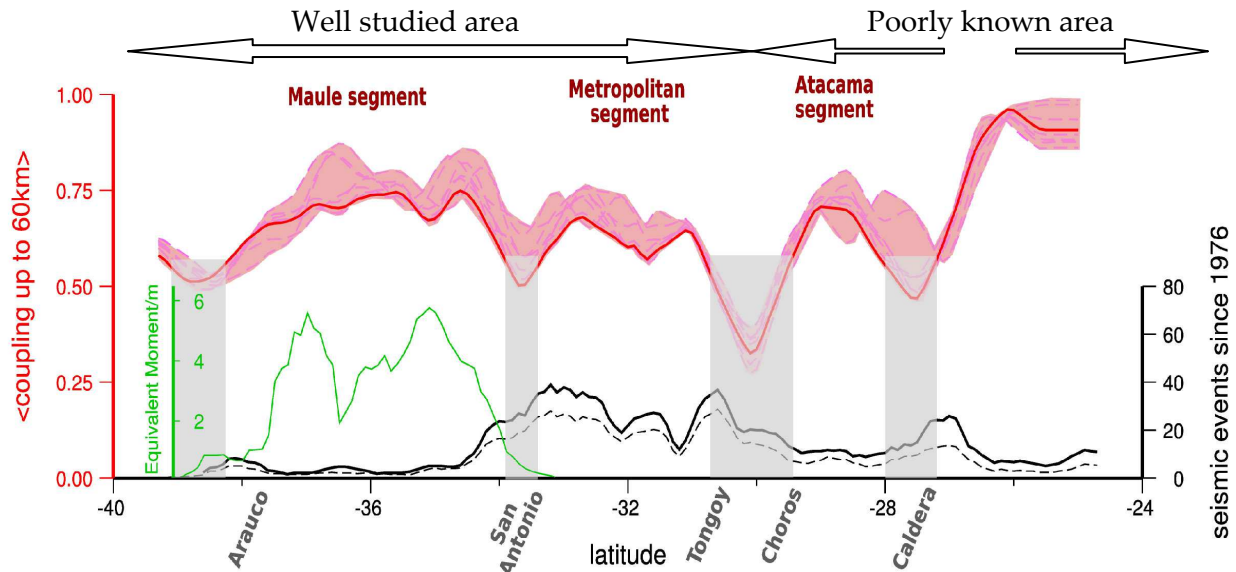 Well studied area
Poorly known area
Maule segment
Metropolitan
segment
Atacama
segment
1.00
0.75
0.50
0.25
0.00
<coupling up to 60km>
Equivalent Moment/m
6
4
2
80
60
40
20
0
seismic events since 1976
-40
-36
-32
-28
-24
Arauco
San
Antonio
Tongoy
Choros
Caldera
latitude